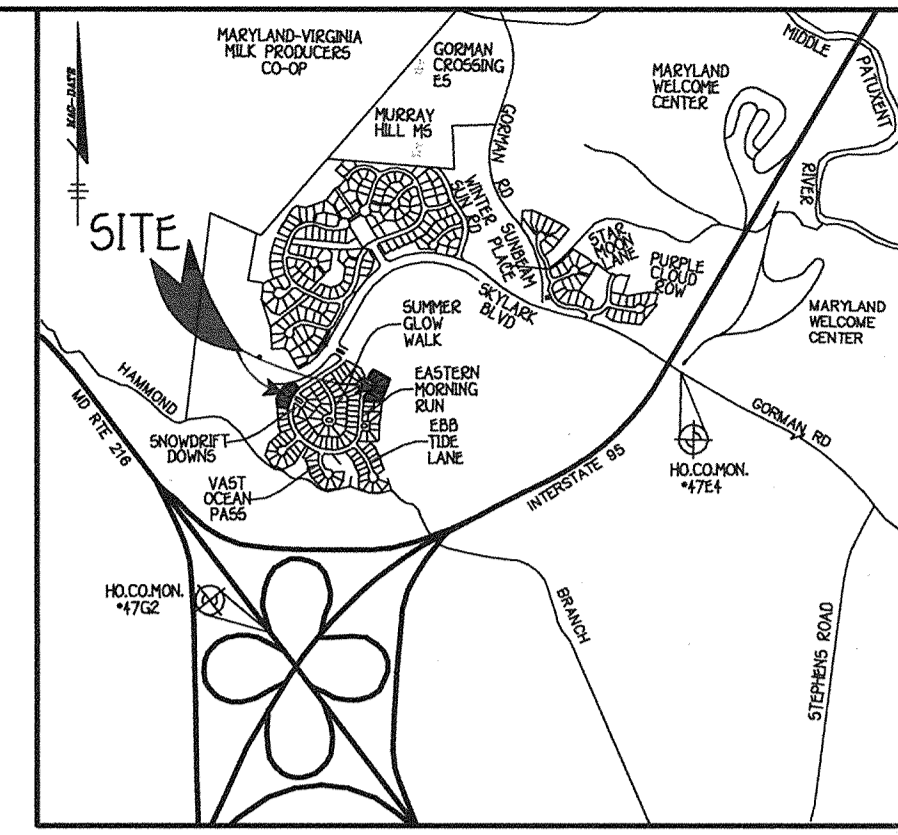 MARYLAND-VIRGINIA
MILK PRODUCERS
CO-OP
GORMAN
CROSSING
ES
MURRAY
HILL MS
MARYLAND
WELCOME
CENTER
MIDDLE
PATUXENT
RIVER
MAG-DATE
SITE
GORMAN RD
WINTER
SUN RD
SUNBEAM
PLACE
STAR
MOON
LANE
PURPLE
CLOUD
ROW
SKYLARK
BLVD
SUMMER
GLOW
WALK
MARYLAND
WELCOME
CENTER
HAMMOND
MD RTE 216
EASTERN
MORNING
RUN
SNOWDRIFT
DOWNS
EBB
TIDE
LANE
VAST
OCEAN
PASS
INTERSTATE 95
GORMAN RD
HO.CO.MON.
*47E4
HO.CO.MON.
*47G2
BRANCH
STEPHENS ROAD